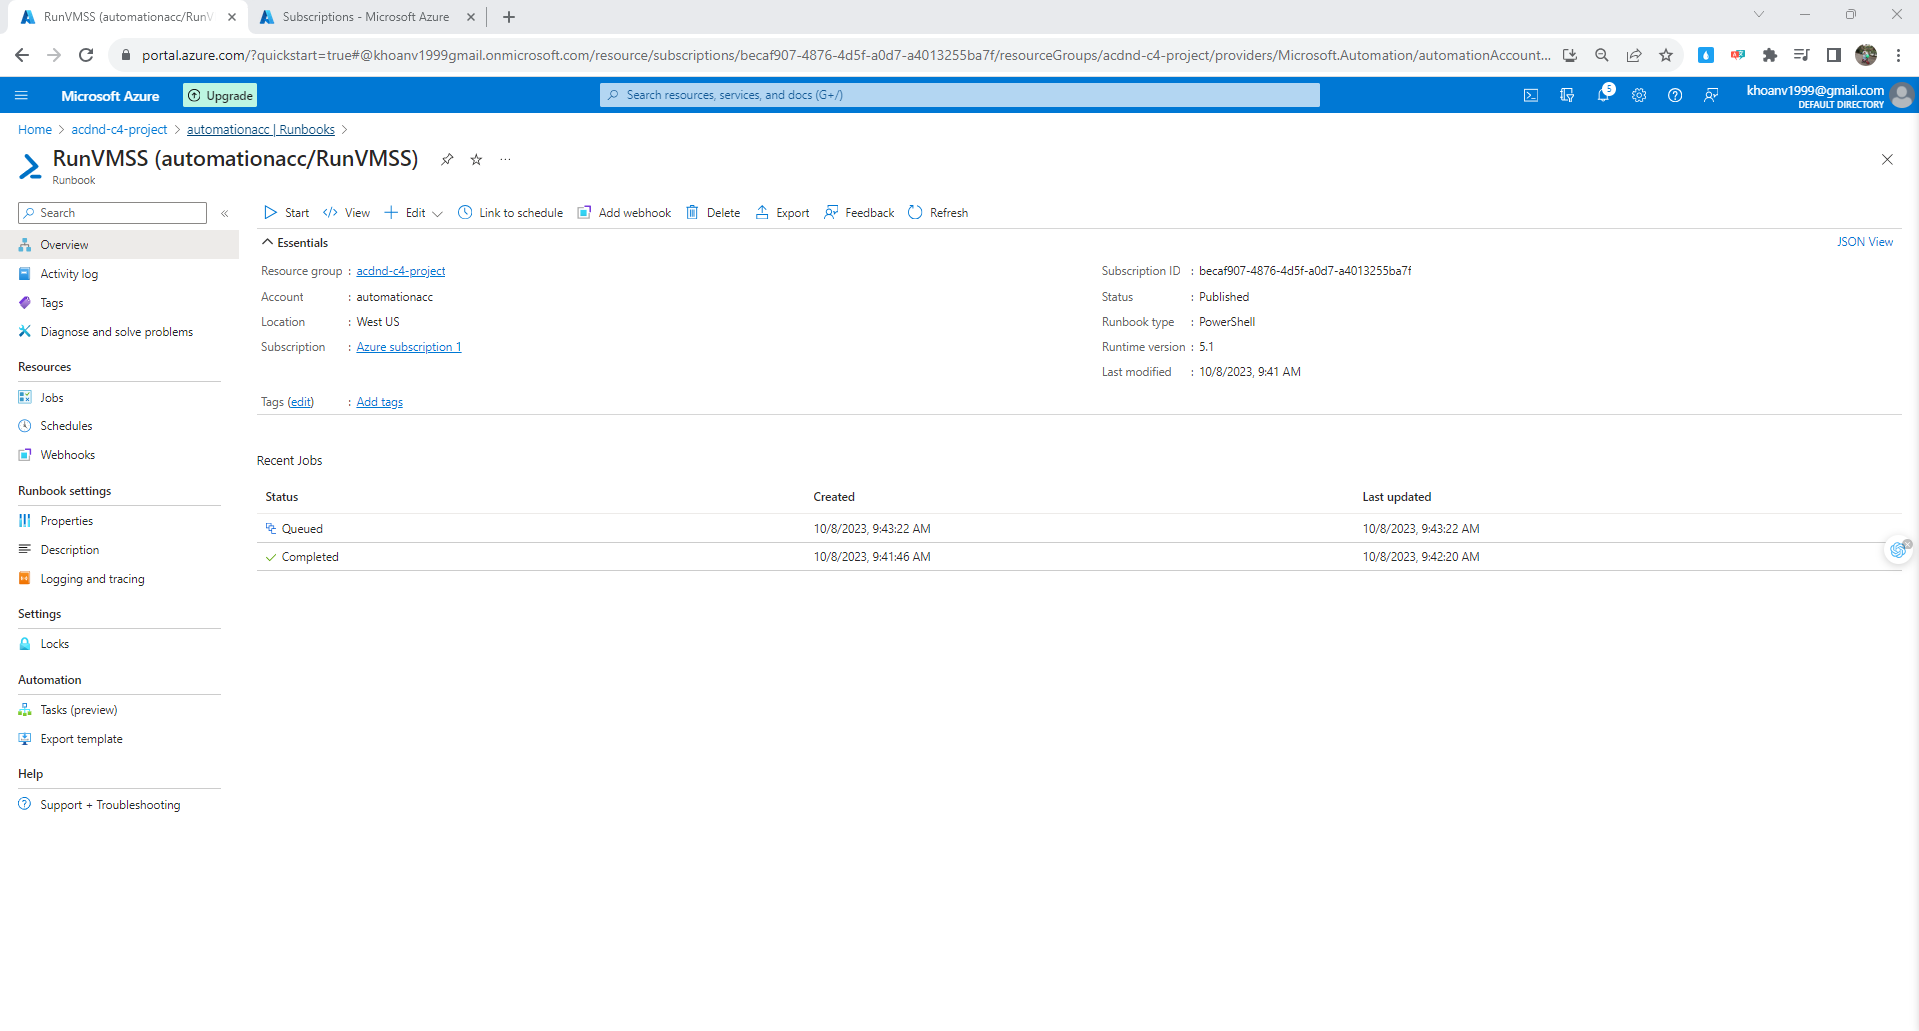 RunVMSS (automationacc/RunV
Subscriptions - Microsoft Azure
portal.azure.com/?quickstart=true#@khoanv1999gmail.onmicrosoft.com/resource/subscriptions/becaf907-4876-4d5f-a0d7-a4013255ba7f/resourceGroups/acdnd-c4-project/providers/Microsoft.Automation/automationAccount...
Microsoft Azure
Upgrade
Search resources, services, and docs (G+/)
5
khoanv1999@gmail.com
DEFAULT DIRECTORY
Home > acdnd-c4-project > automationacc | Runbooks >
RunVMSS (automationacc/RunVMSS)
Runbook
Search
Overview
Activity log
Tags
Diagnose and solve problems
Resources
Jobs
Schedules
Webhooks
Runbook settings
Properties
Description
Logging and tracing
Settings
Locks
Automation
Tasks (preview)
Export template
Help
Support + Troubleshooting
Start View Edit Link to schedule Add webhook Delete Export Feedback Refresh
Essentials
JSON View
Resource group : acdnd-c4-project
Account : automationacc
Location : West US
Subscription : Azure subscription 1
Subscription ID : becaf907-4876-4d5f-a0d7-a4013255ba7f
Status : Published
Runbook type : PowerShell
Runtime version : 5.1
Last modified : 10/8/2023, 9:41 AM
Tags (edit) : Add tags
Recent Jobs
Status Created Last updated
Queued 10/8/2023, 9:43:22 AM 10/8/2023, 9:43:22 AM
Completed 10/8/2023, 9:41:46 AM 10/8/2023, 9:42:20 AM